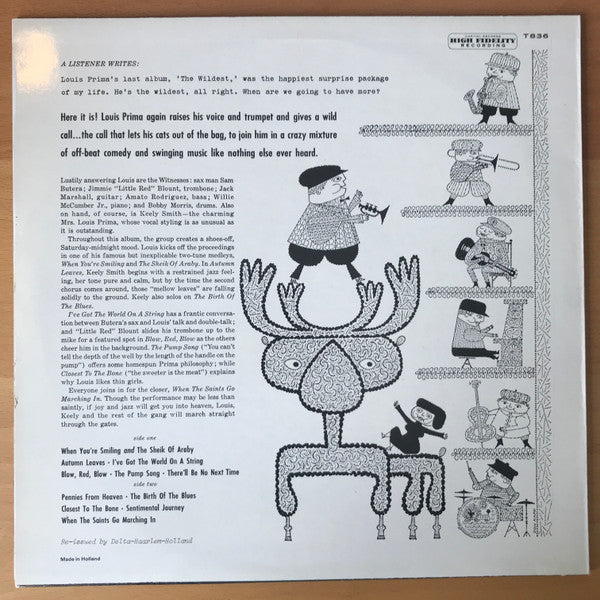 CAPITOL RECORDS
HIGH FIDELITY
RECORDING
T836
A LISTENER WRITES:
Louis Prima's last album, 'The Wildest,' was the happiest surprise package
of my life. He's the wildest, all right. When are we going to have more?
Here it is! Louis Prima again raises his voice and trumpet and gives a wild
call...the call that lets his cats out of the bag, to join him in a crazy mixture
of off-beat comedy and swinging music like nothing else ever heard.
Lustily answering Louis are the Witnesses: sax man Sam
Butera; Jimmie "Little Red" Blount, trombone; Jack
Marshall, guitar; Amato Rodriguez, bass; Willie
McCumber Jr., piano; and Bobby Morris, drums. Also
on hand, of course, is Keely Smith—the charming
Mrs. Louis Prima, whose vocal styling is as unusual as
it is outstanding.
Throughout this album, the group creates a shoes-off,
Saturday-midnight mood. Louis kicks off the proceedings
in one of his famous but inexplicable two-tune medleys,
When You're Smiling and The Sheik Of Araby. In Autumn
Leaves, Keely Smith begins with a restrained jazz feel-
ing, her tone pure and calm, but by the time the second
chorus comes around, those "mellow leaves" are falling
solidly to the ground. Keely also solos on The Birth Of
The Blues.
I've Got The World On A String has a frantic conversa-
tion between Butera's sax and Louis' talk and double-talk;
and "Little Red" Blount slides his trombone up to the
mike for a featured spot in Blow, Red, Blow as the others
cheer him in the background. The Pump Song ("You can't
tell the depth of the well by the length of the handle on the
pump") offers some homespun Prima philosophy; while
Closest To The Bone ("the sweeter is the meat") explains
why Louis likes thin girls.
Everyone joins in for the closer, When The Saints Go
Marching In. Though the performance may be less than
saintly, if joy and jazz will get you into heaven, Louis,
Keely and the rest of the gang will march straight
through the gates.
side one
When You're Smiling and The Sheik Of Araby
Autumn Leaves · I've Got The World On A String
Blow, Red, Blow · The Pump Song · There'll Be No Next Time
side two
Pennies From Heaven · The Birth Of The Blues
Closest To The Bone · Sentimental Journey
When The Saints Go Marching In
Re-issued by Delta-Haarlem-Holland
Made in Holland